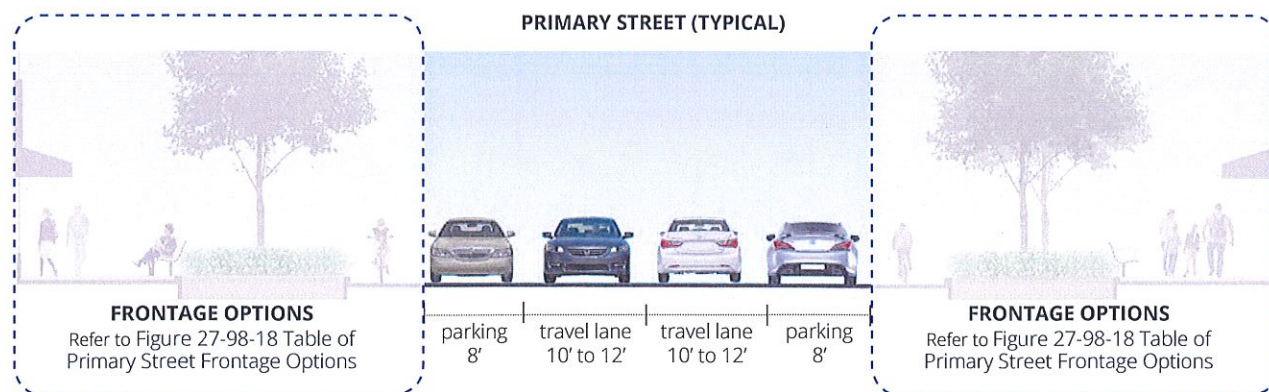 PRIMARY STREET (TYPICAL)
FRONTAGE OPTIONS
Refer to Figure 27-98-18 Table of
Primary Street Frontage Options
parking
8'
travel lane
10' to 12'
travel lane
10' to 12'
parking
8'
FRONTAGE OPTIONS
Refer to Figure 27-98-18 Table of
Primary Street Frontage Options